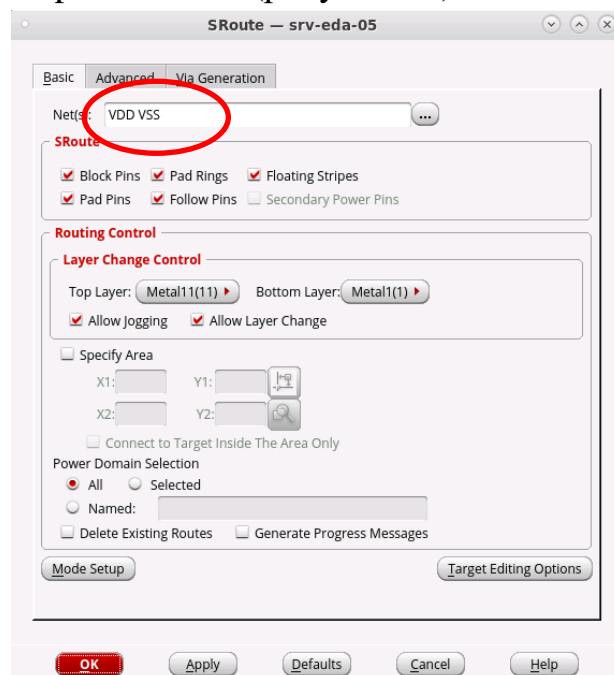 SRoute — srv-eda-05
Basic Advanced Via Generation
Net(s): VDD VSS ...
SRoute
Block Pins Pad Rings Floating Stripes
Pad Pins Follow Pins Secondary Power Pins
Routing Control
Layer Change Control
Top Layer: Metal11(11) Bottom Layer: Metal1(1)
Allow Jogging Allow Layer Change
Specify Area
X1: Y1:
X2: Y2:
Connect to Target Inside The Area Only
Power Domain Selection
All Selected
Named:
Delete Existing Routes Generate Progress Messages
Mode Setup Target Editing Options
OK Apply Defaults Cancel Help